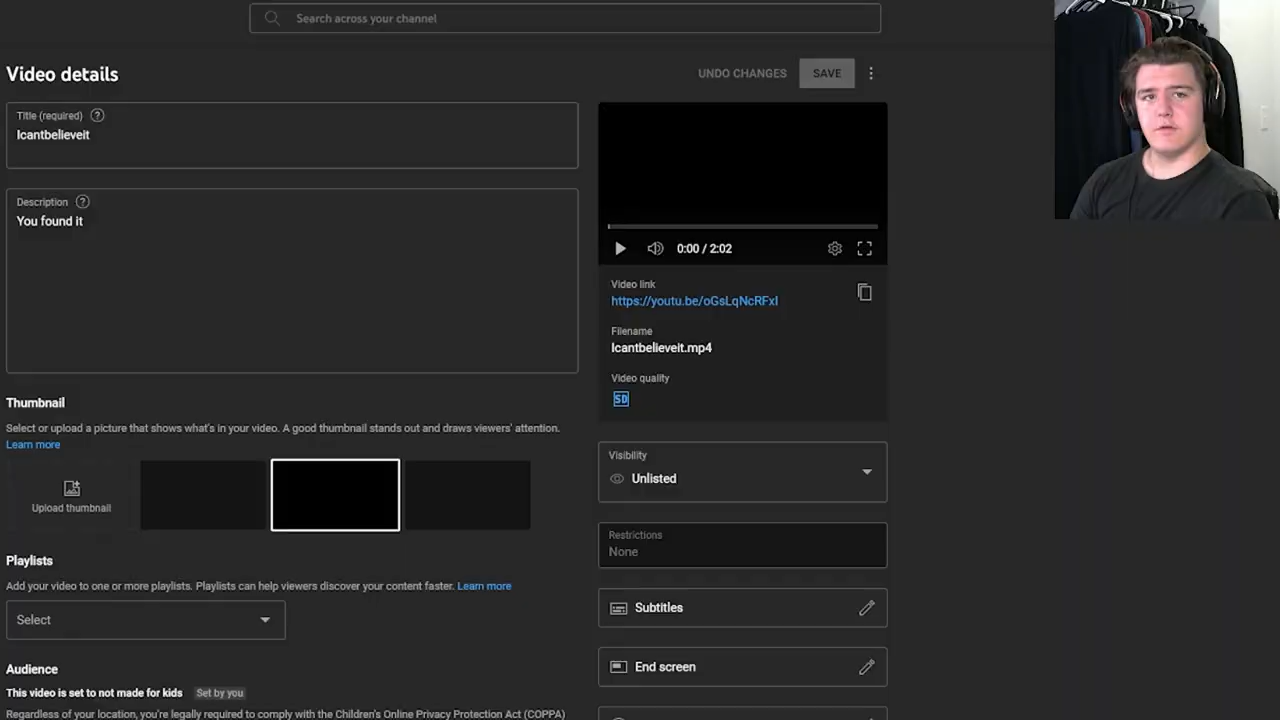 Search across your channel
Video details
UNDO CHANGES
SAVE
Title (required)
Icantbelieveit
Description
You found it
0:00 / 2:02
Video link
https://youtu.be/oGsLqNcRFxI
Filename
Icantbelieveit.mp4
Video quality
SD
Thumbnail
Select or upload a picture that shows what's in your video. A good thumbnail stands out and draws viewers' attention.
Learn more
Upload thumbnail
Visibility
Unlisted
Restrictions
None
Playlists
Add your video to one or more playlists. Playlists can help viewers discover your content faster. Learn more
Select
Subtitles
End screen
Audience
This video is set to not made for kids Set by you
Regardless of your location, you're legally required to comply with the Children's Online Privacy Protection Act (COPPA)